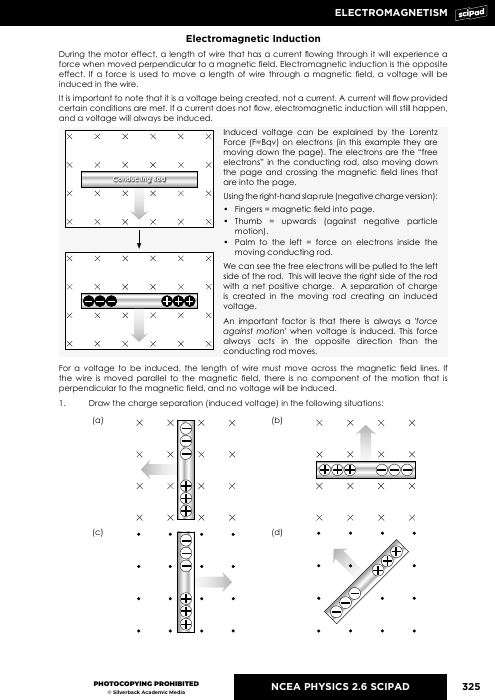 ELECTROMAGNETISM scipad
Electromagnetic Induction
During the motor effect, a length of wire that has a current flowing through it will experience a
force when moved perpendicular to a magnetic field. Electromagnetic induction is the opposite
effect. If a force is used to move a length of wire through a magnetic field, a voltage will be
induced in the wire.
It is important to note that it is a voltage being created, not a current. A current will flow provided
certain conditions are met. If a current does not flow, electromagnetic induction will still happen,
and a voltage will always be induced.
Conducting Rod
Induced voltage can be explained by the Lorentz
Force (F=Bqv) on electrons (in this example they are
moving down the page). The electrons are the "free
electrons" in the conducting rod, also moving down
the page and crossing the magnetic field lines that
are into the page.
Using the right-hand slap rule (negative charge version):
• Fingers = magnetic field into page.
• Thumb = upwards (against negative particle
motion).
• Palm to the left = force on electrons inside the
moving conducting rod.
We can see the free electrons will be pulled to the left
side of the rod. This will leave the right side of the rod
with a net positive charge. A separation of charge
is created in the moving rod creating an induced
voltage.
An important factor is that there is always a 'force
against motion' when voltage is induced. This force
always acts in the opposite direction than the
conducting rod moves.
For a voltage to be induced, the length of wire must move across the magnetic field lines. If
the wire is moved parallel to the magnetic field, there is no component of the motion that is
perpendicular to the magnetic field, and no voltage will be induced.
1. Draw the charge separation (induced voltage) in the following situations:
(a)
(b)
(c)
(d)
PHOTOCOPYING PROHIBITED
© Silverback Academic Media
NCEA PHYSICS 2.6 SCIPAD
325